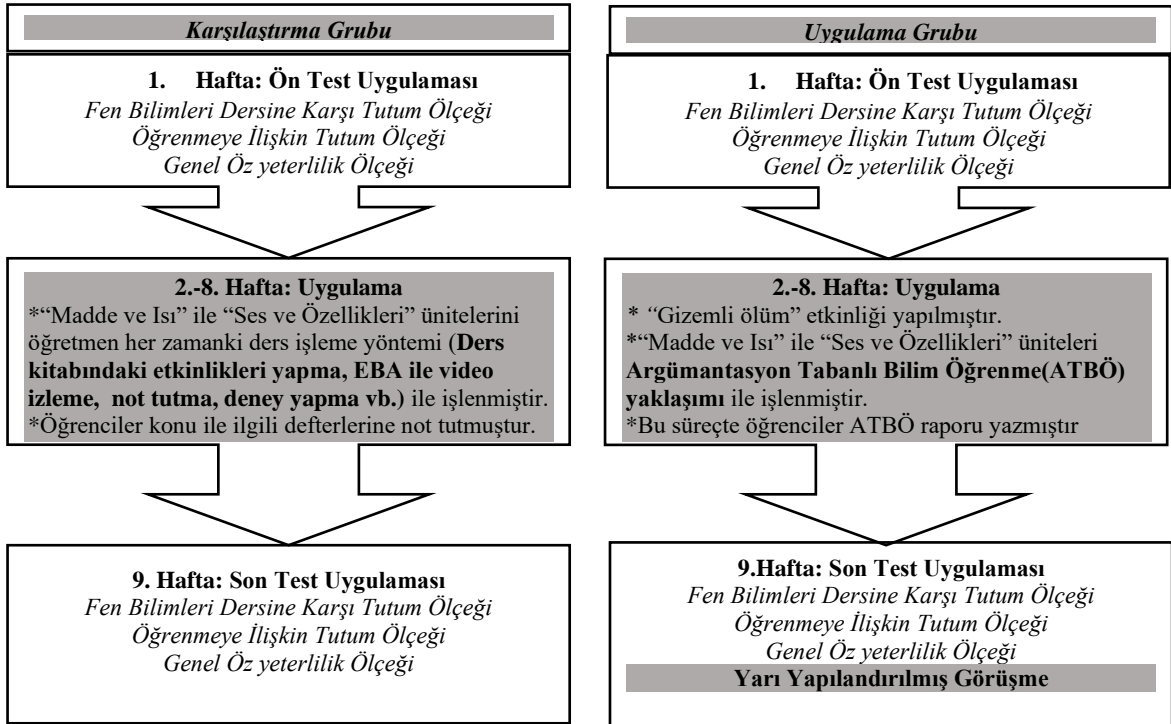 Karşılaştırma Grubu
1. Hafta: Ön Test Uygulaması
Fen Bilimleri Dersine Karşı Tutum Ölçeği
Öğrenmeye İlişkin Tutum Ölçeği
Genel Öz yeterlilik Ölçeği
2.-8. Hafta: Uygulama
*“Madde ve Isı” ile “Ses ve Özellikleri” ünitelerini
öğretmen her zamanki ders işleme yöntemi (Ders
kitabındaki etkinlikleri yapma, EBA ile video
izleme, not tutma, deney yapma vb.) ile işlenmiştir.
*Öğrenciler konu ile ilgili defterlerine not tutmuştur.
9. Hafta: Son Test Uygulaması
Fen Bilimleri Dersine Karşı Tutum Ölçeği
Öğrenmeye İlişkin Tutum Ölçeği
Genel Öz yeterlilik Ölçeği
Uygulama Grubu
1. Hafta: Ön Test Uygulaması
Fen Bilimleri Dersine Karşı Tutum Ölçeği
Öğrenmeye İlişkin Tutum Ölçeği
Genel Öz yeterlilik Ölçeği
2.-8. Hafta: Uygulama
* “Gizemli ölüm” etkinliği yapılmıştır.
*“Madde ve Isı” ile “Ses ve Özellikleri” üniteleri
Argümantasyon Tabanlı Bilim Öğrenme(ATBÖ)
yaklaşımı ile işlenmiştir.
*Bu süreçte öğrenciler ATBÖ raporu yazmıştır
9.Hafta: Son Test Uygulaması
Fen Bilimleri Dersine Karşı Tutum Ölçeği
Öğrenmeye İlişkin Tutum Ölçeği
Genel Öz yeterlilik Ölçeği
Yarı Yapılandırılmış Görüşme